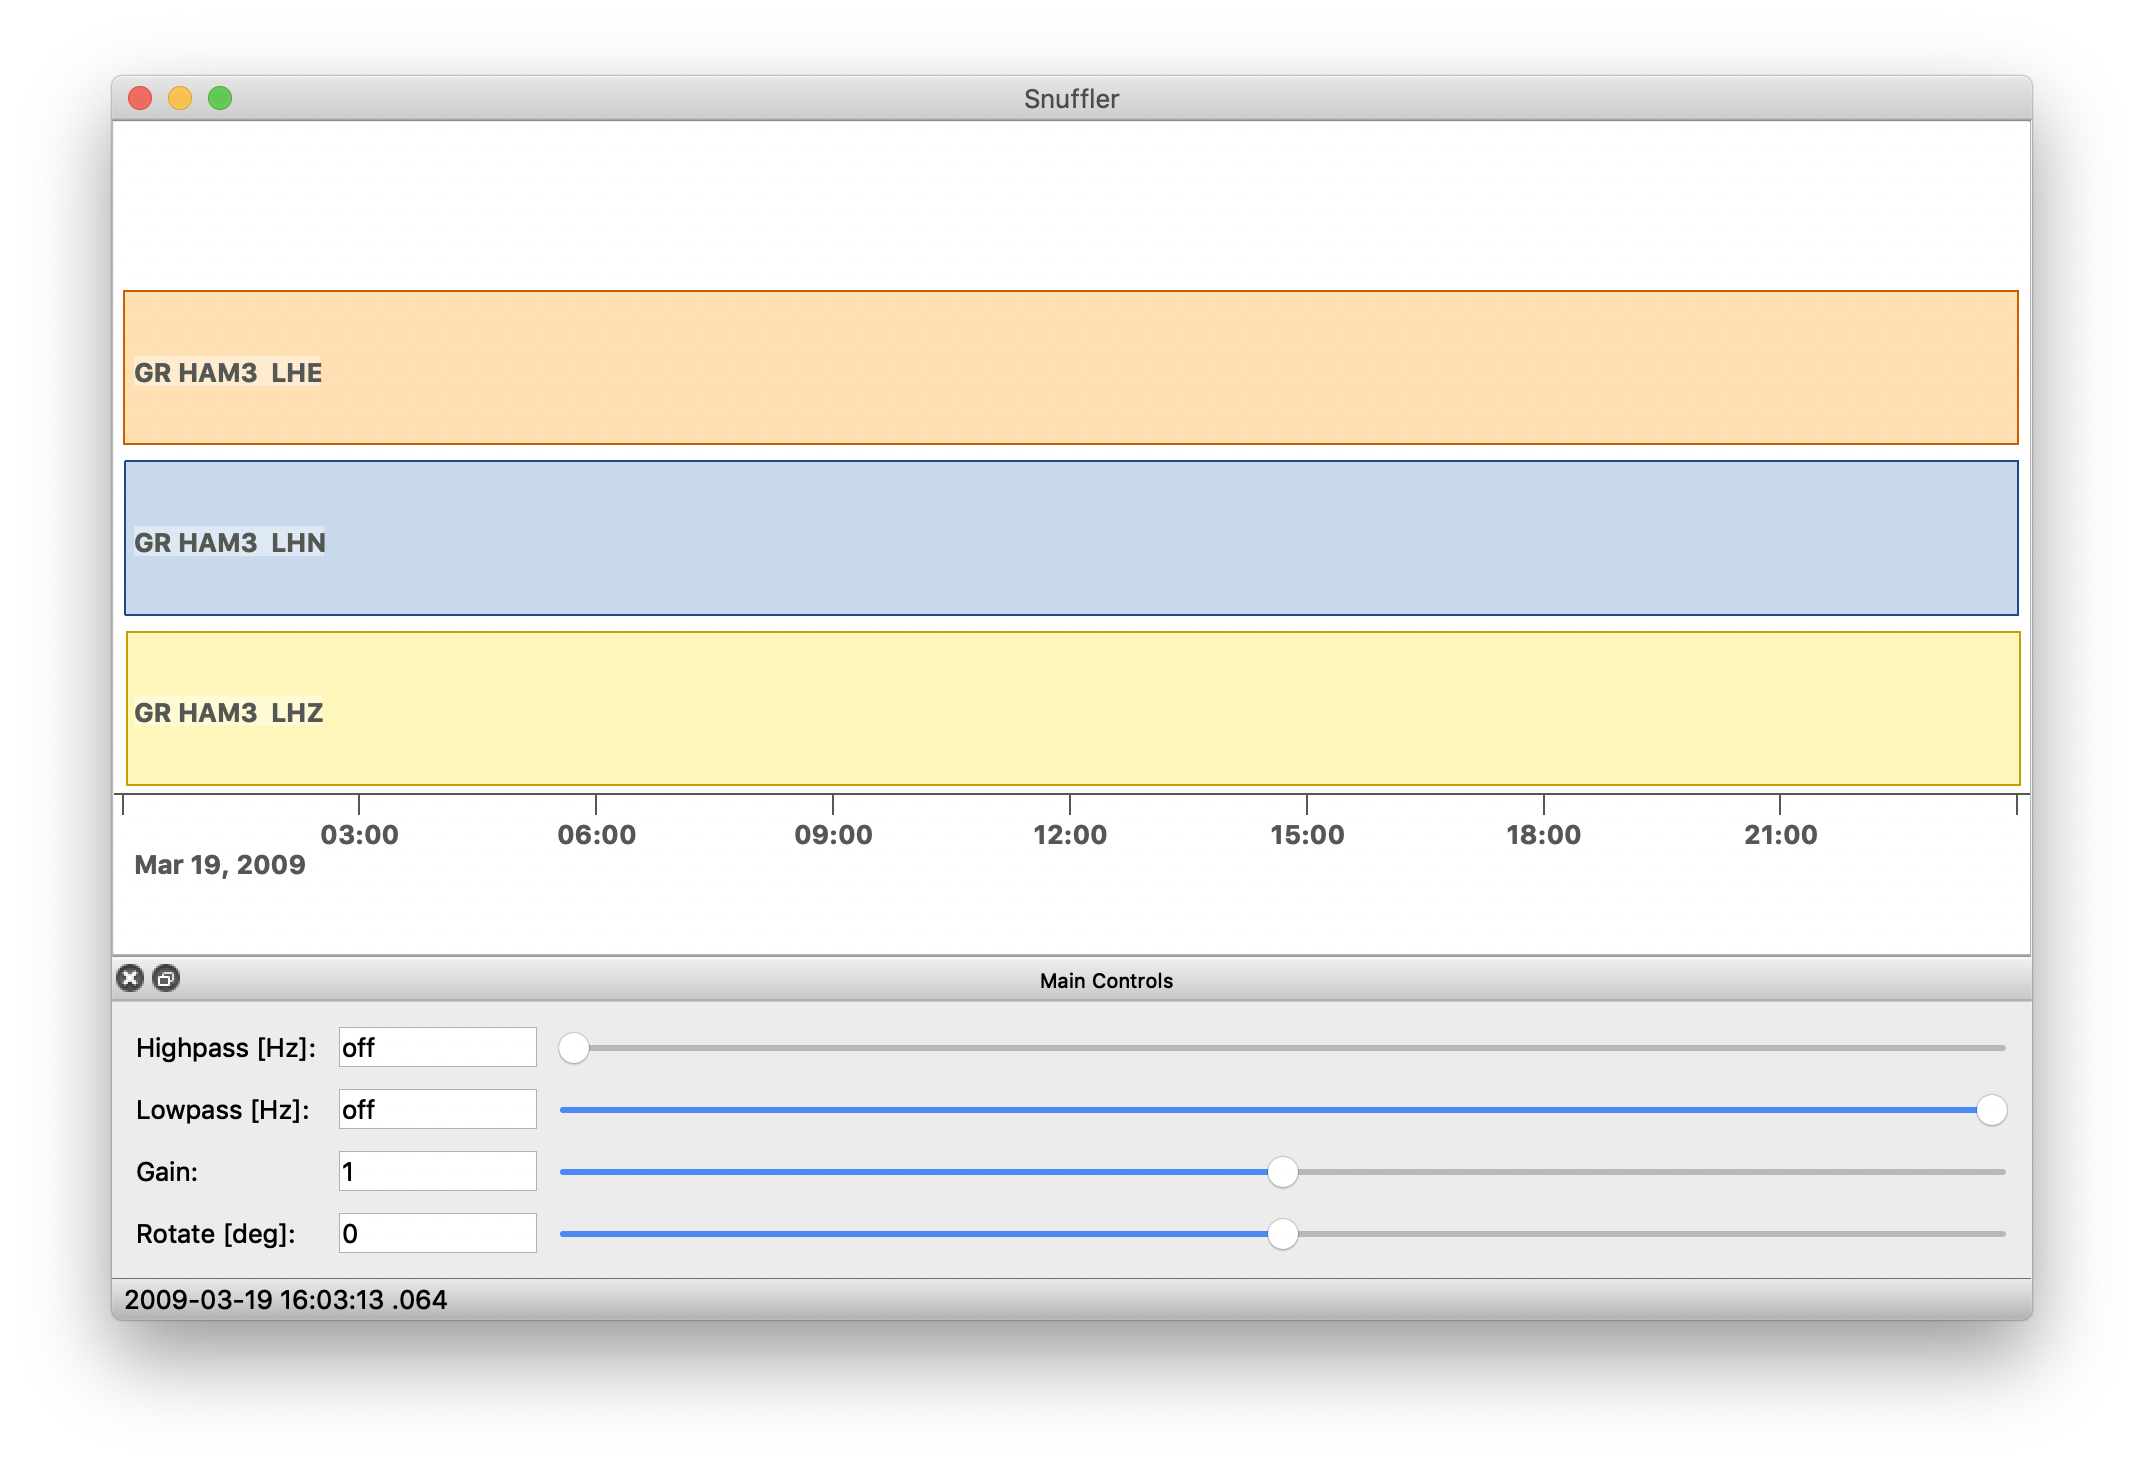 Snuffler
GR HAM3  LHE
GR HAM3  LHN
GR HAM3  LHZ
03:00 06:00 09:00 12:00 15:00 18:00 21:00
Mar 19, 2009
Main Controls
Highpass [Hz]: off
Lowpass [Hz]: off
Gain: 1
Rotate [deg]: 0
2009-03-19 16:03:13 .064